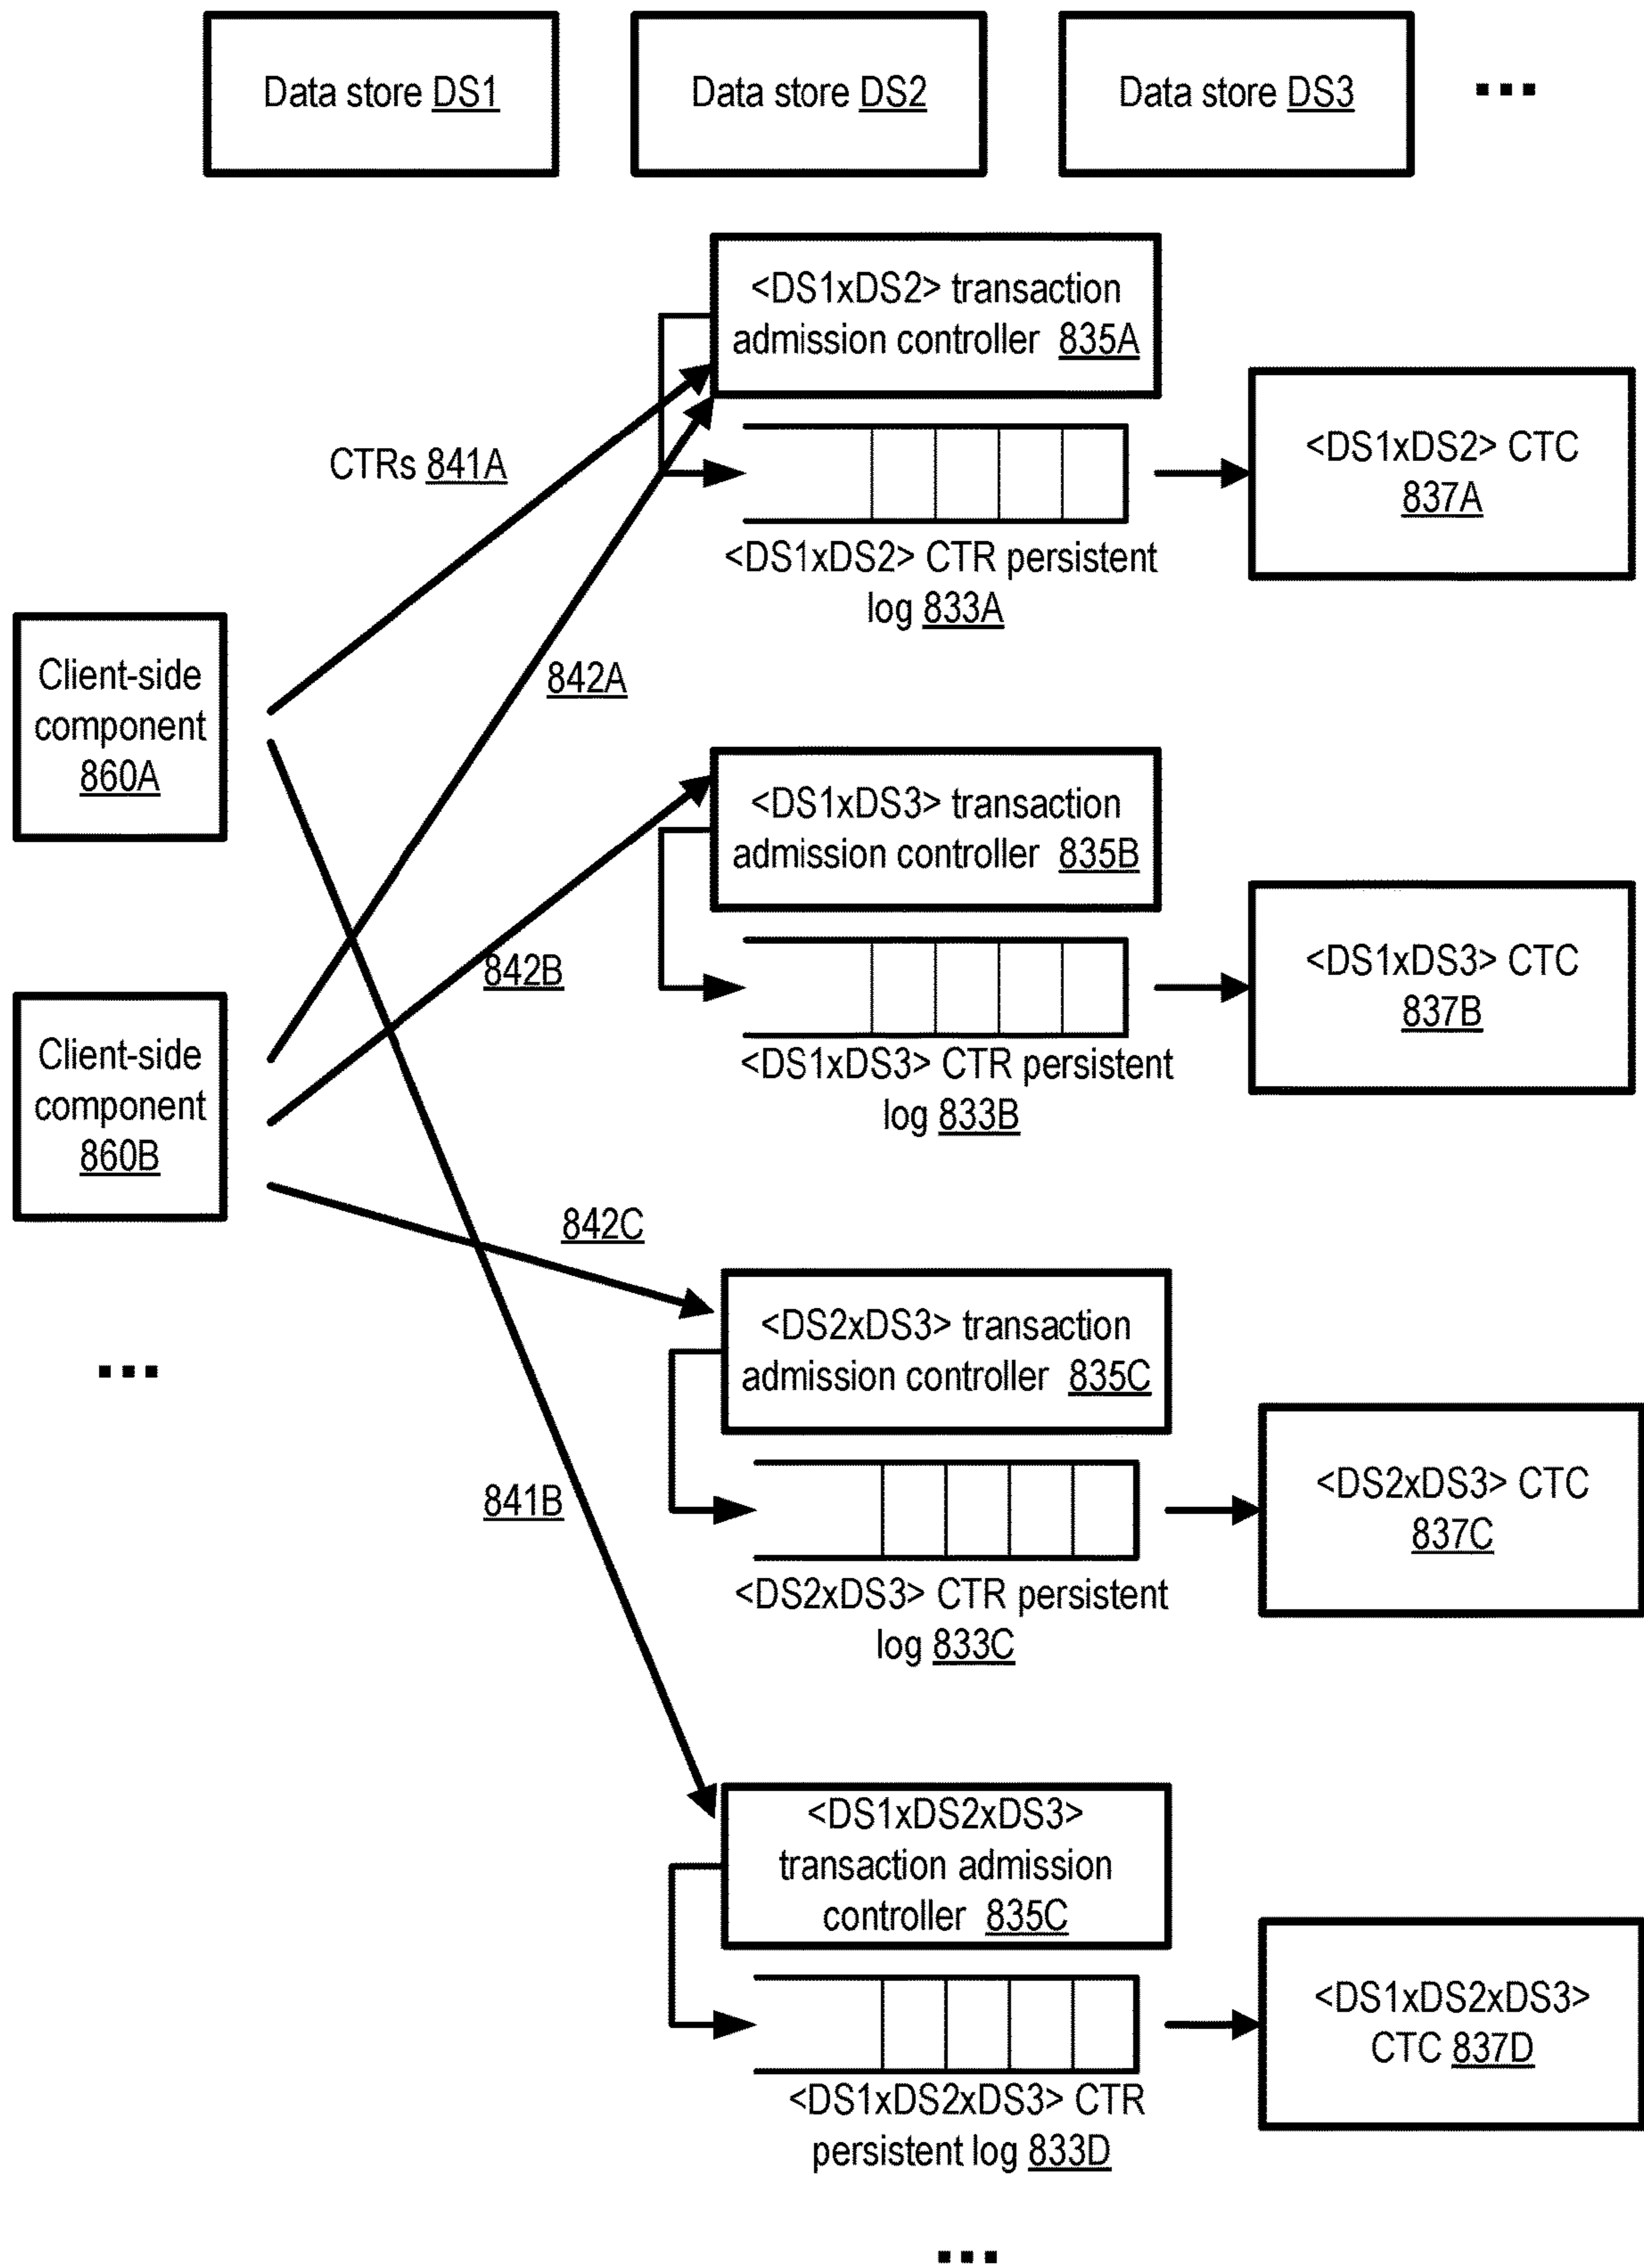 Data store DS1
Data store DS2
Data store DS3
...
<DS1xDS2> transaction
admission controller 835A
CTRs 841A
<DS1xDS2> CTC
837A
<DS1xDS2> CTR persistent
log 833A
Client-side
component
860A
842A
<DS1xDS3> transaction
admission controller 835B
842B
<DS1xDS3> CTC
837B
<DS1xDS3> CTR persistent
log 833B
Client-side
component
860B
842C
...
<DS2xDS3> transaction
admission controller 835C
841B
<DS2xDS3> CTC
837C
<DS2xDS3> CTR persistent
log 833C
<DS1xDS2xDS3>
transaction admission
controller 835C
<DS1xDS2xDS3>
CTC 837D
<DS1xDS2xDS3> CTR
persistent log 833D
...